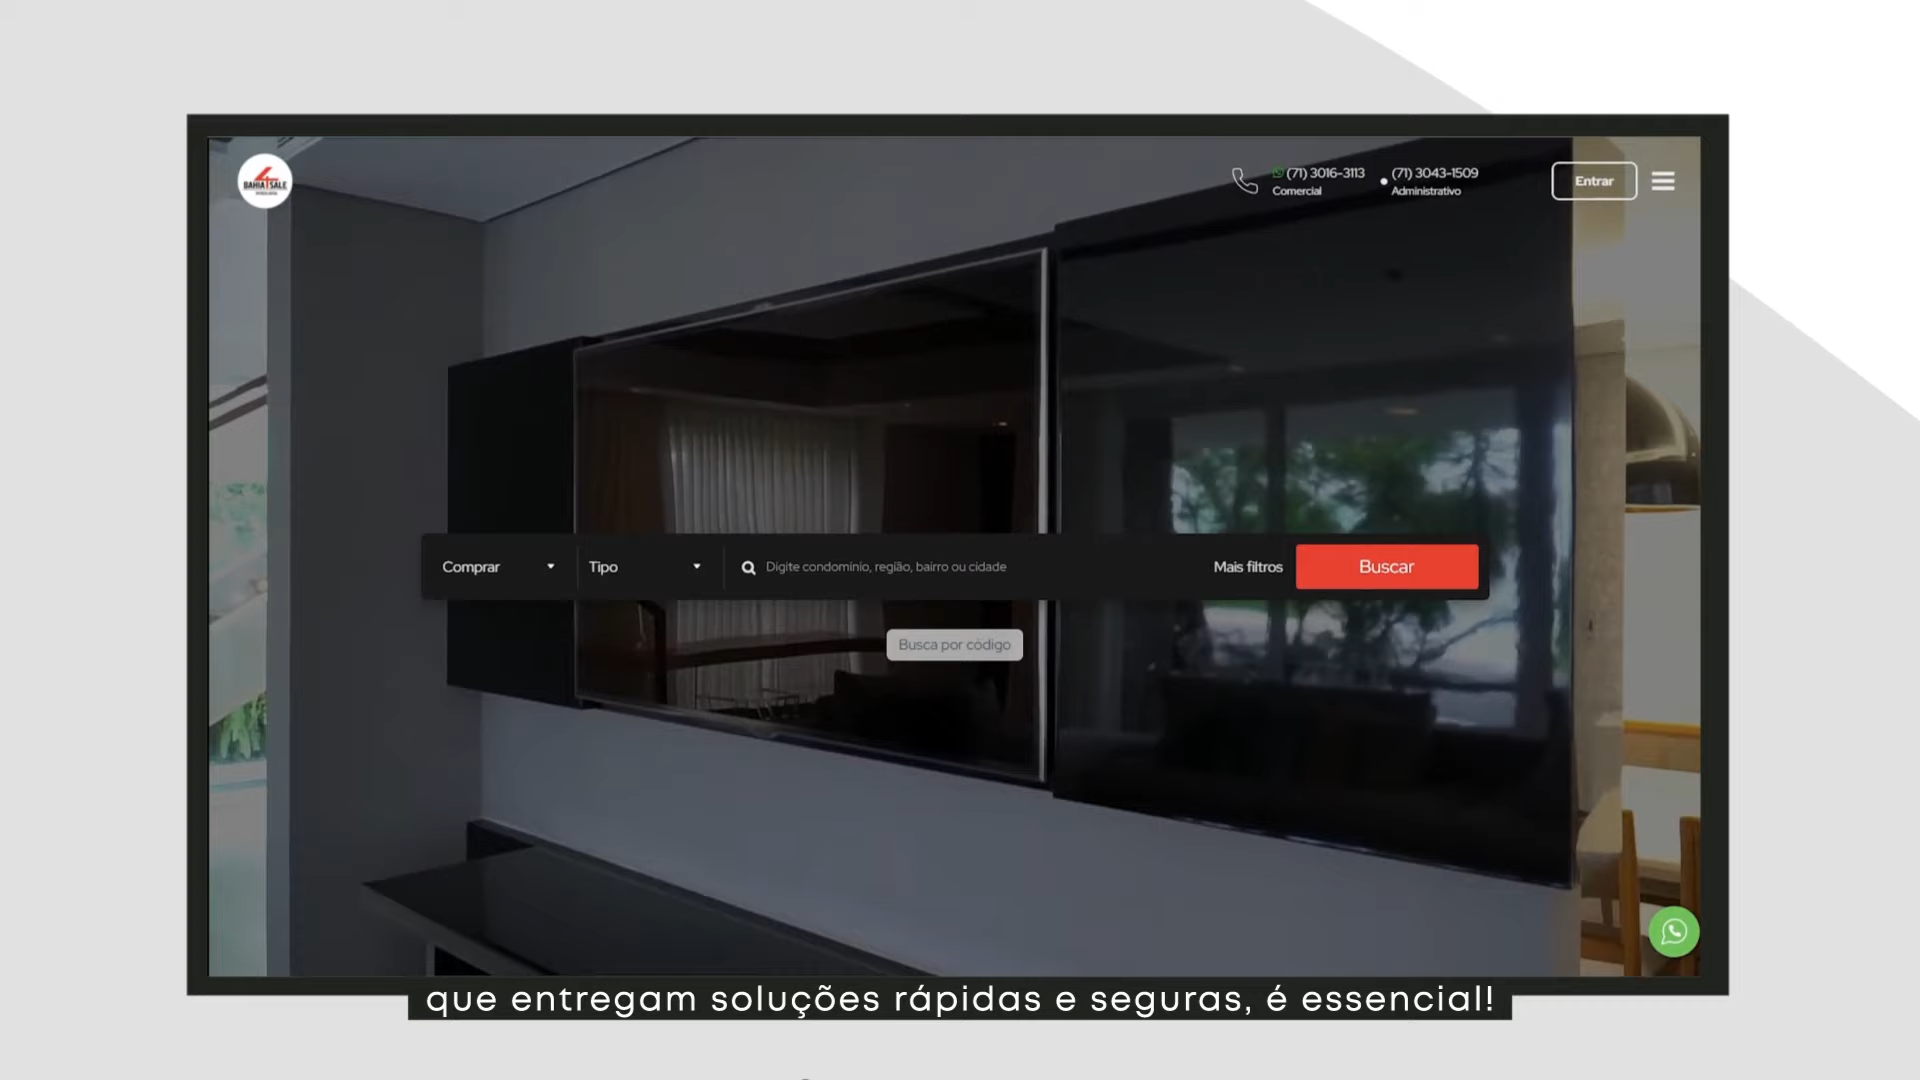 4
BAHIA SALE
(71) 3016-3113
Comercial
(71) 3043-1509
Administrativo
Entrar
Comprar
Tipo
Digite condomínio, região, bairro ou cidade
Mais filtros
Buscar
Busca por código
que entregam soluções rápidas e seguras, é essencial!